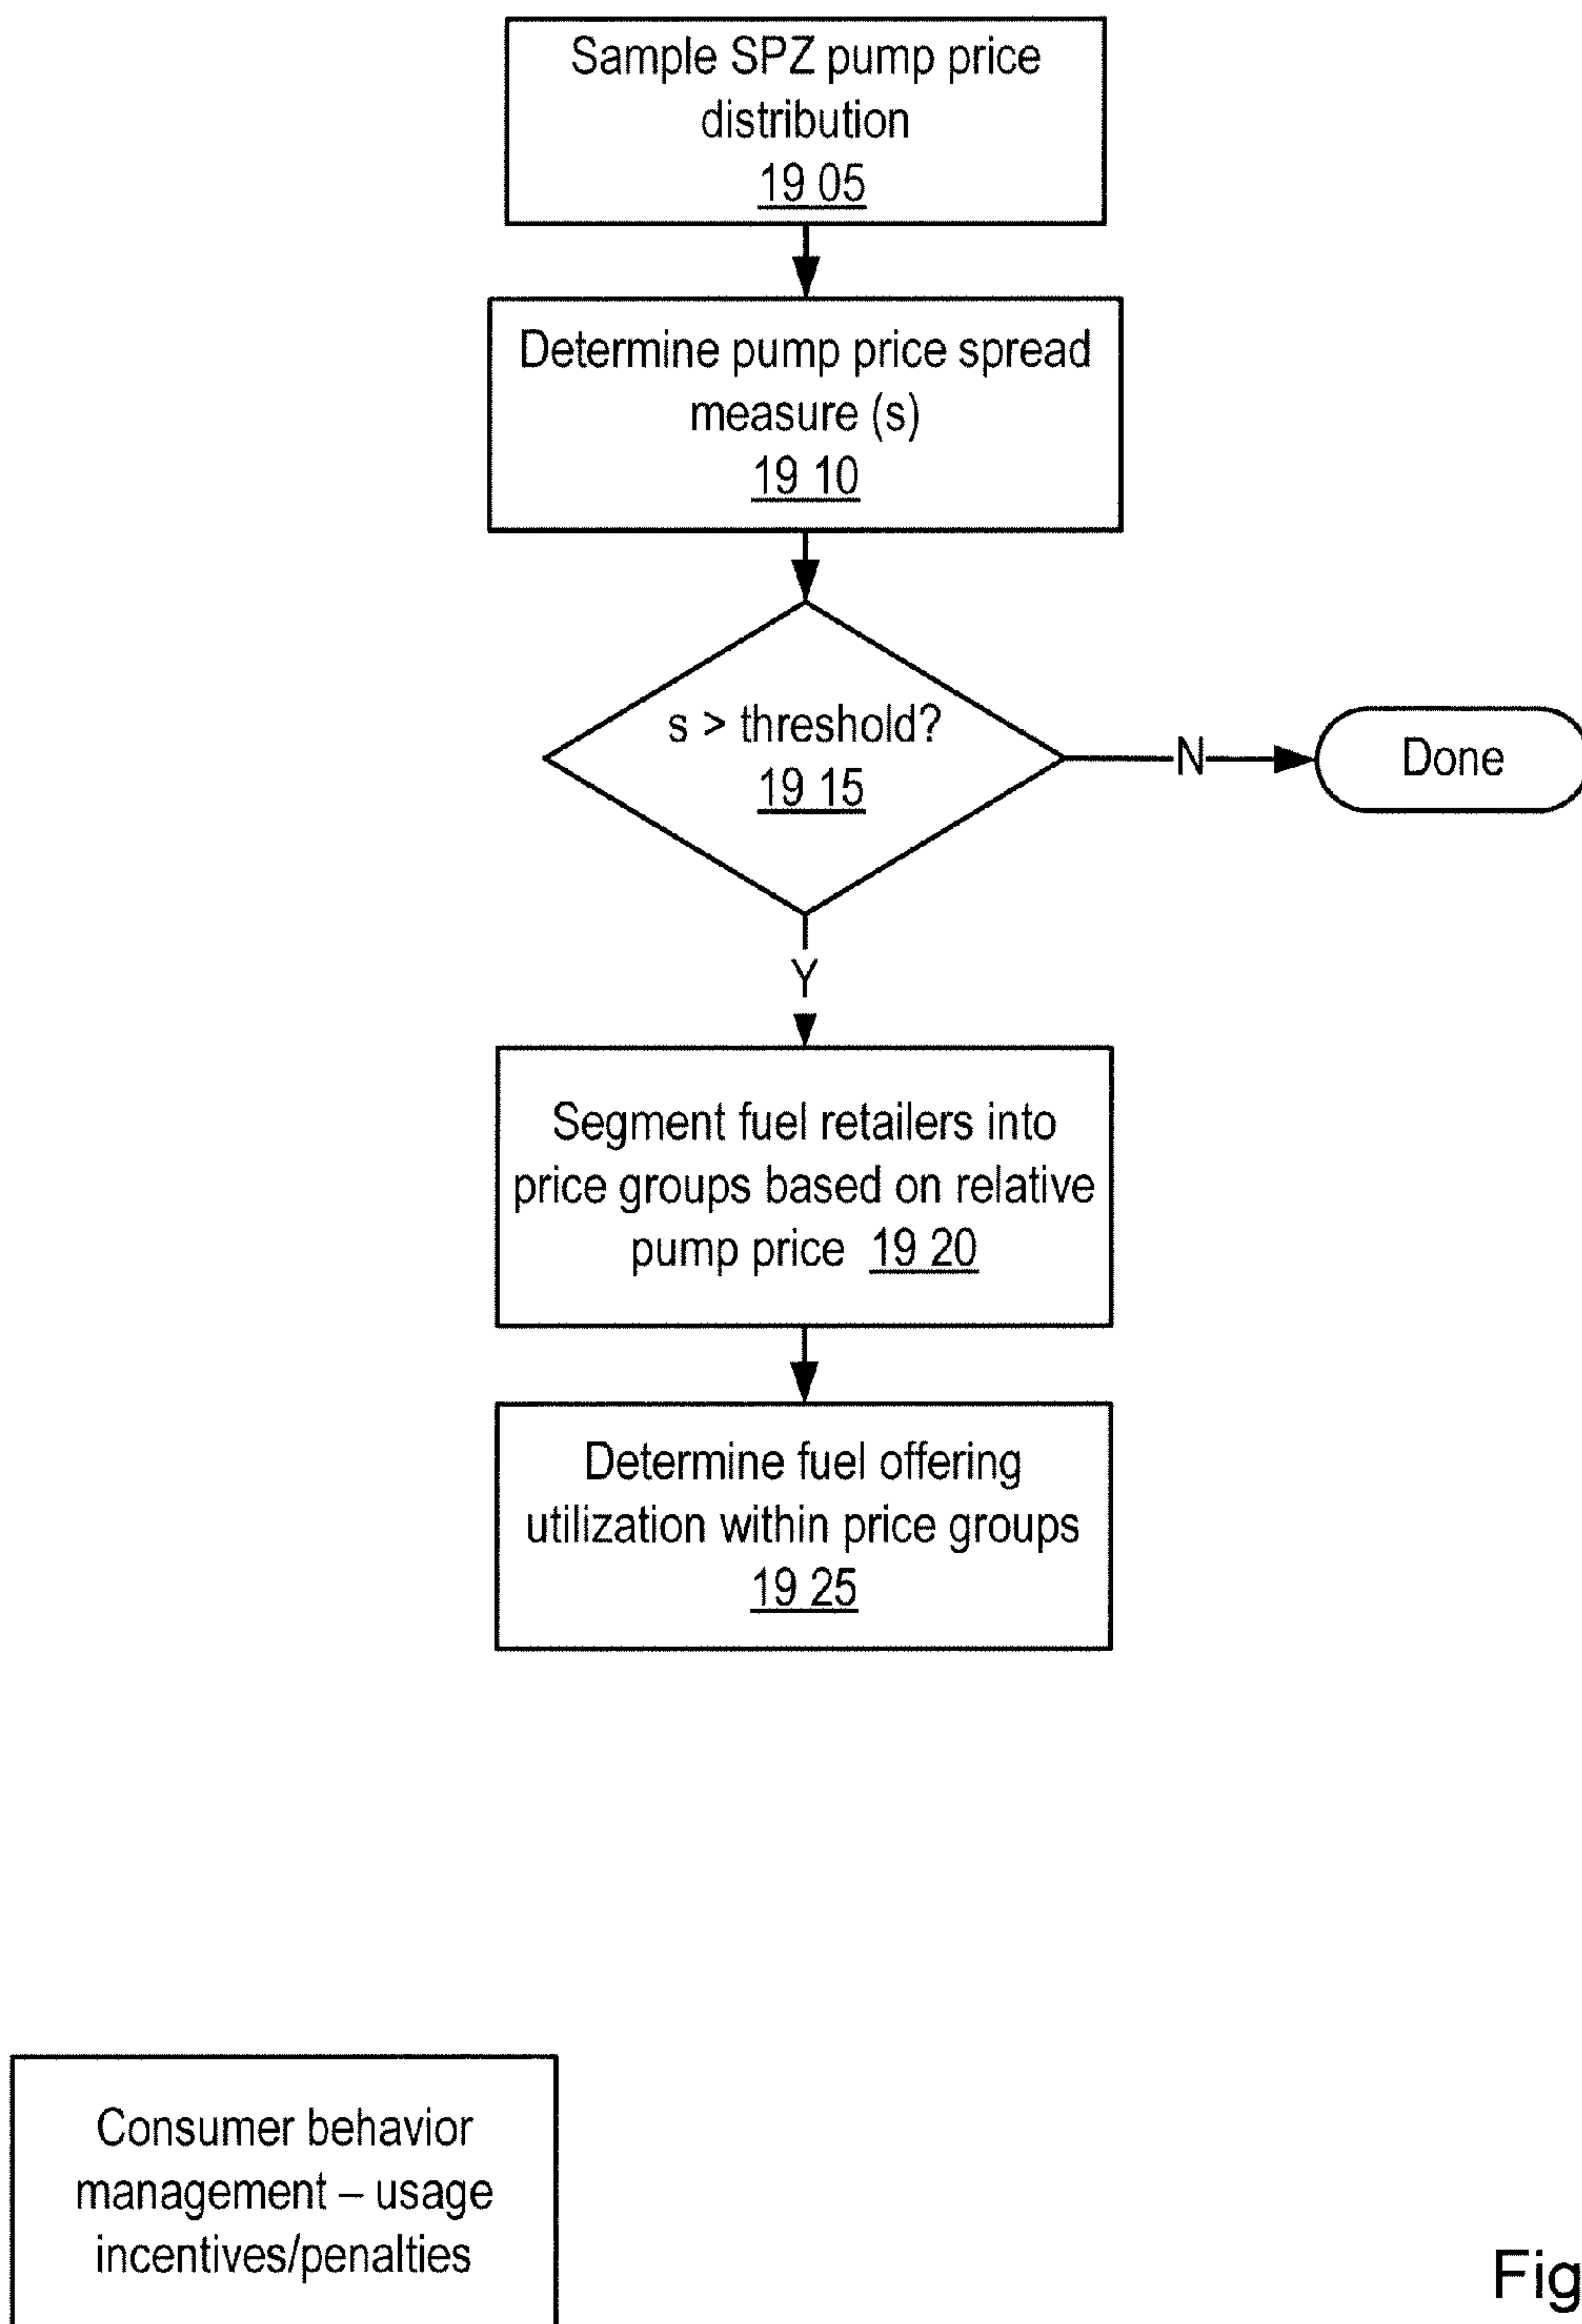 Sample SPZ pump price
distribution
19 05
Determine pump price spread
measure (s)
19 10
s > threshold?
19 15
N
Done
Y
Segment fuel retailers into
price groups based on relative
pump price 19 20
Determine fuel offering
utilization within price groups
19 25
Consumer behavior
management – usage
incentives/penalties
Fig